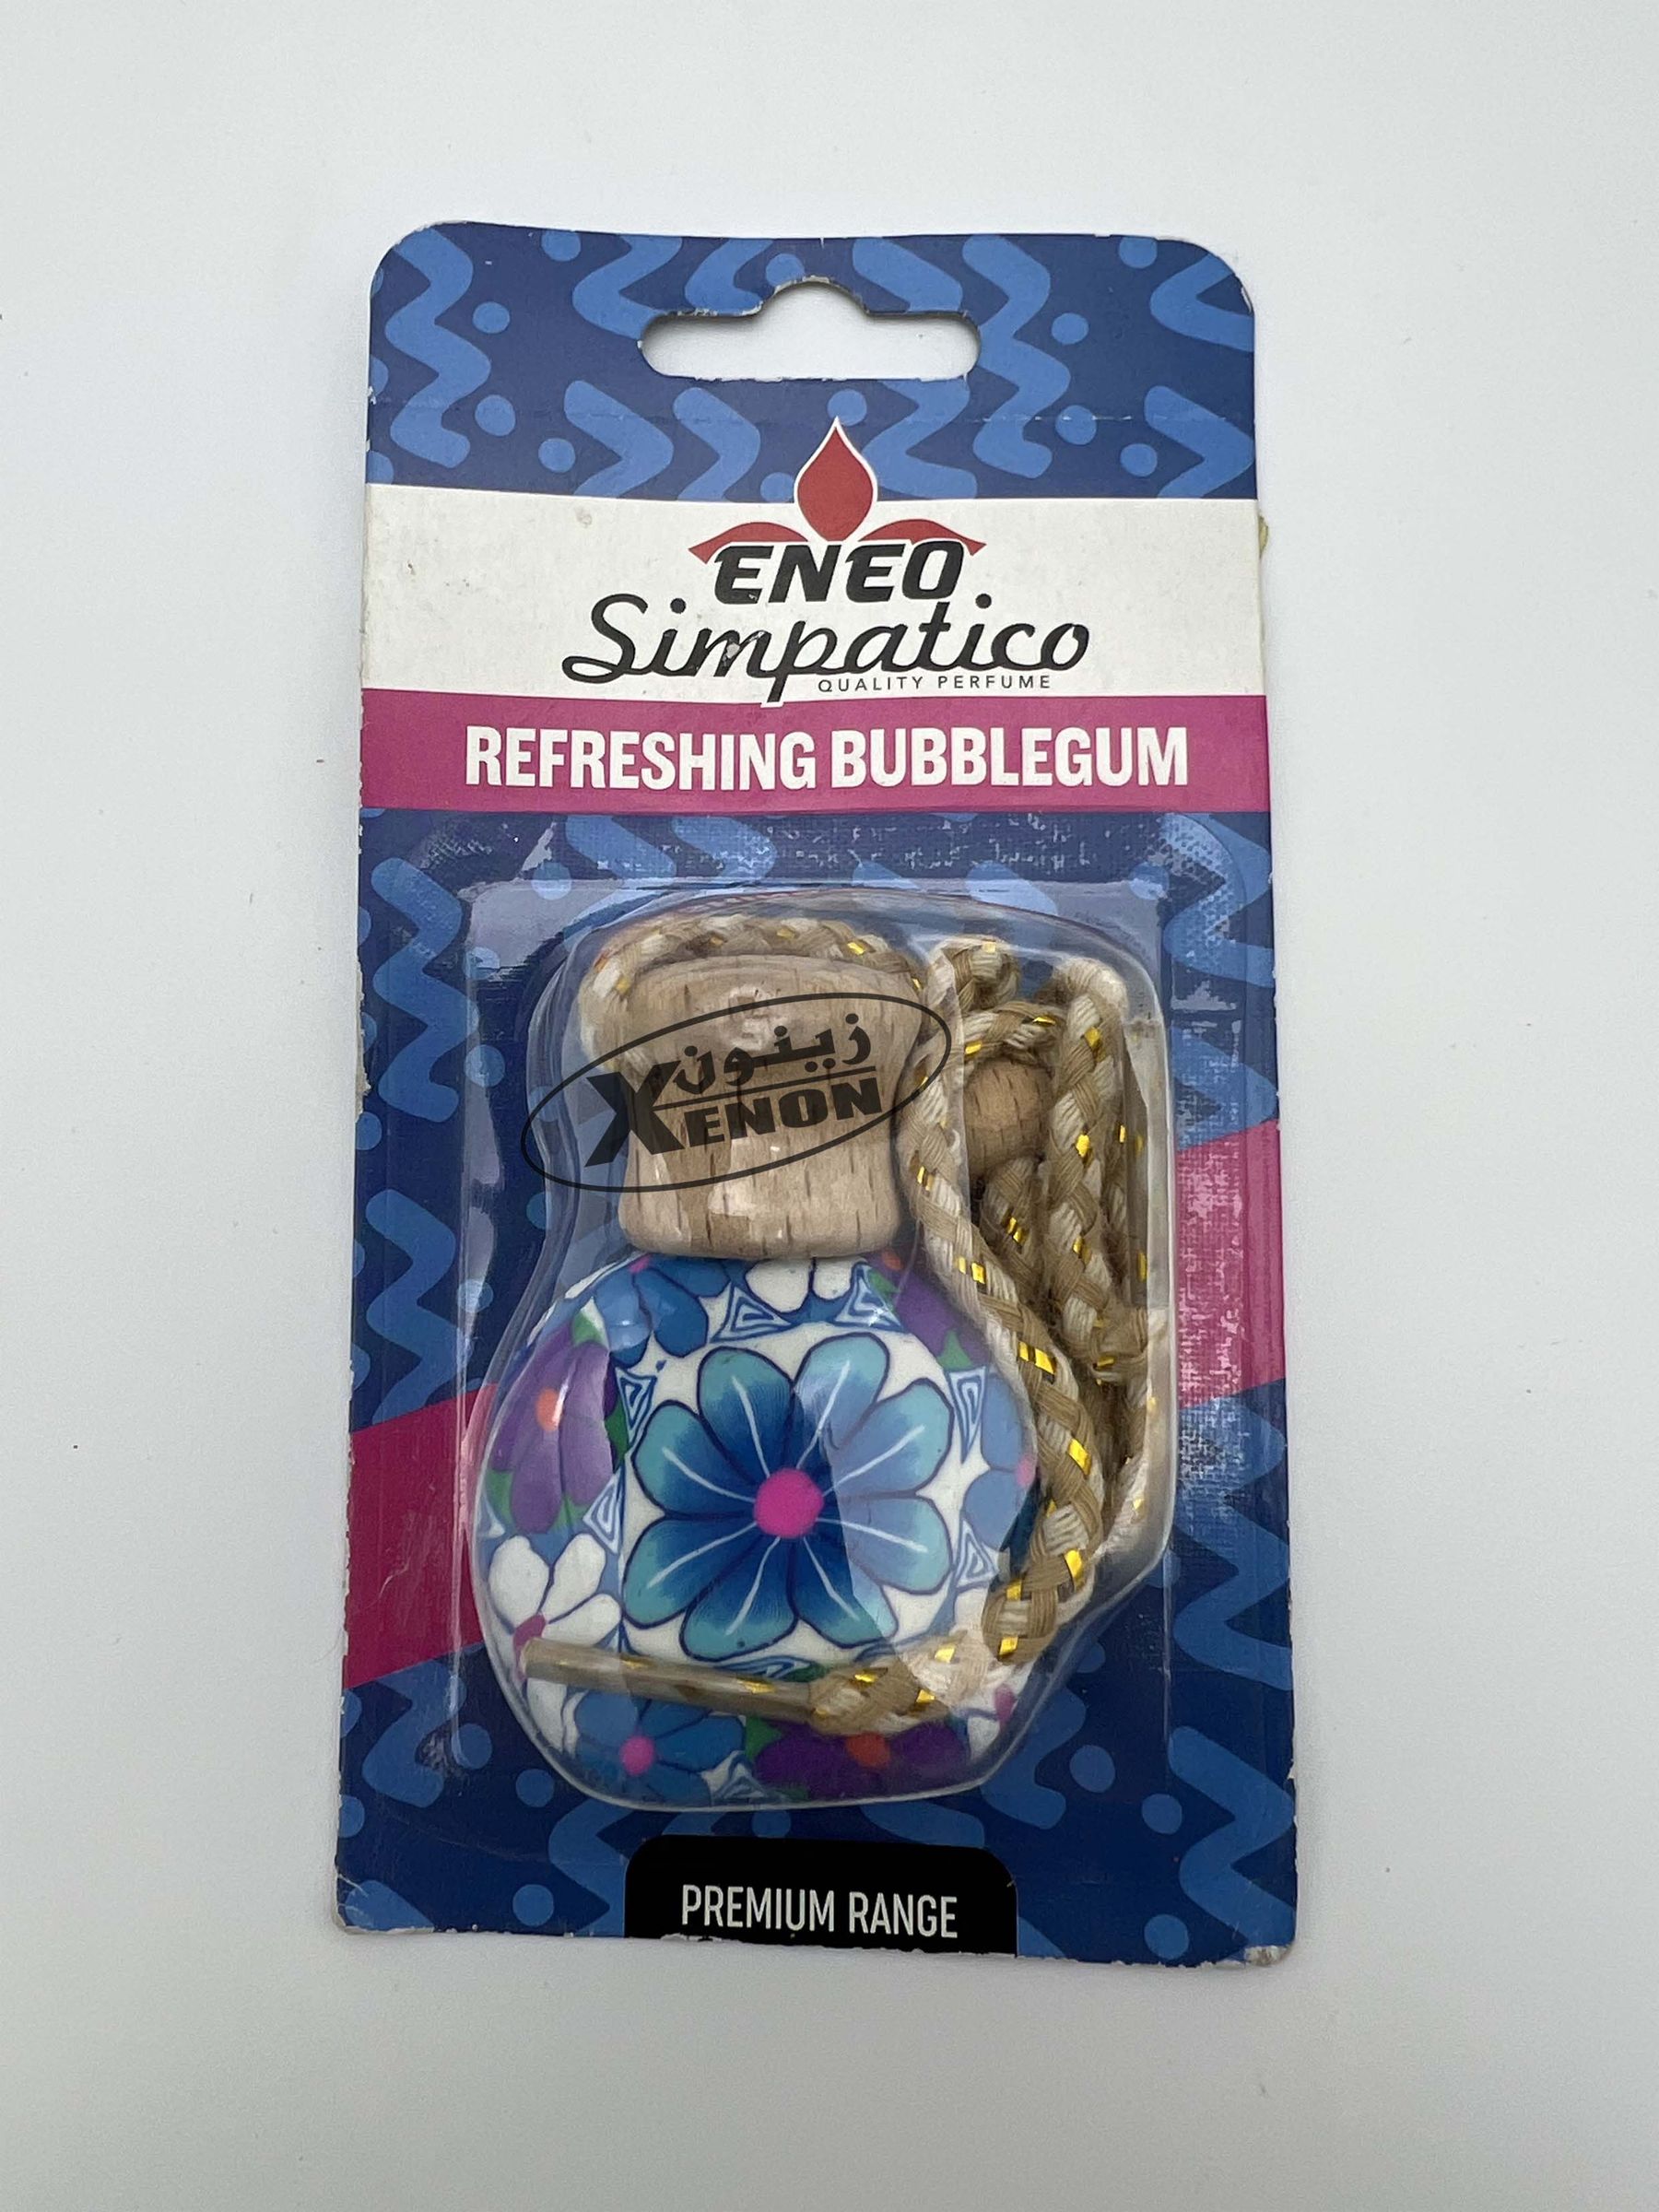 ENEO
Simpatico
QUALITY PERFUME
REFRESHING BUBBLEGUM
زينون
XENON
PREMIUM RANGE